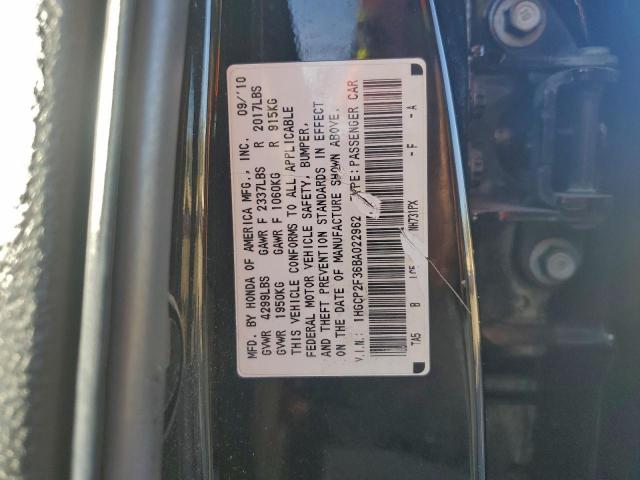 MFD. BY HONDA OF AMERICA MFG., INC. 09/'10
GVWR 4299LBS GAWR F 2337LBS R 2017LBS
GVWR 1950KG GAWR F 1060KG R 915KG
THIS VEHICLE CONFORMS TO ALL APPLICABLE
FEDERAL MOTOR VEHICLE SAFETY, BUMPER,
AND THEFT PREVENTION STANDARDS IN EFFECT
ON THE DATE OF MANUFACTURE SHOWN ABOVE.
V.I.N.: 1HGCP2F36BA022962 TYPE: PASSENGER CAR
TA5 B NH731PX - F - A